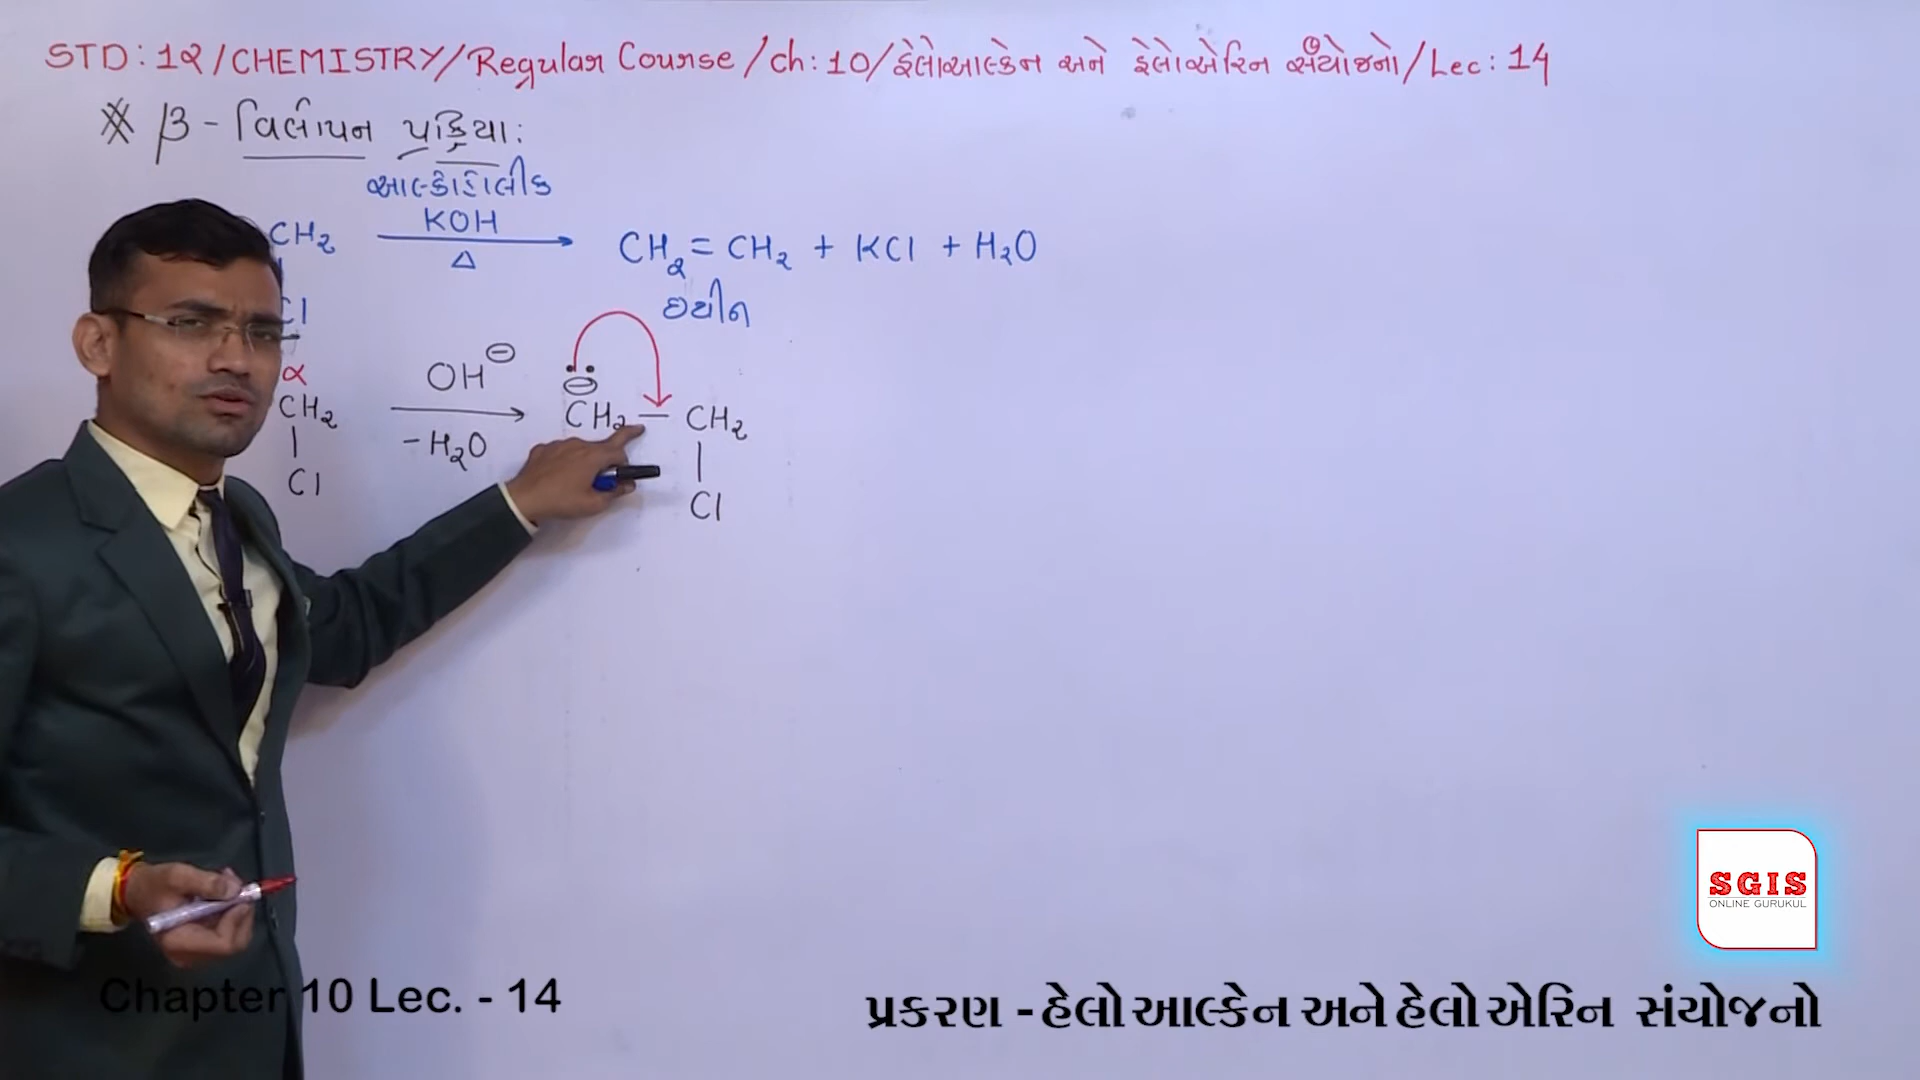 STD : 12 / CHEMISTRY / Regular Course / ch : 10 / હેલોઆલ્કેન અને હેલોએરિન સંયોજનો / Lec : 14
※ β - વિલોપન પ્રક્રિયા :
આલ્કોહોલીક
CH₂ KOH Δ CH₂ = CH₂ + KCl + H₂O
Cl ઇથીન
α OH⊖ ⊖
CH₂ -H₂O CH₂ — CH₂
Cl Cl
SGIS
ONLINE GURUKUL
Chapter 10 Lec. - 14
પ્રકરણ - હેલો આલ્કેન અને હેલો એરિન સંયોજનો